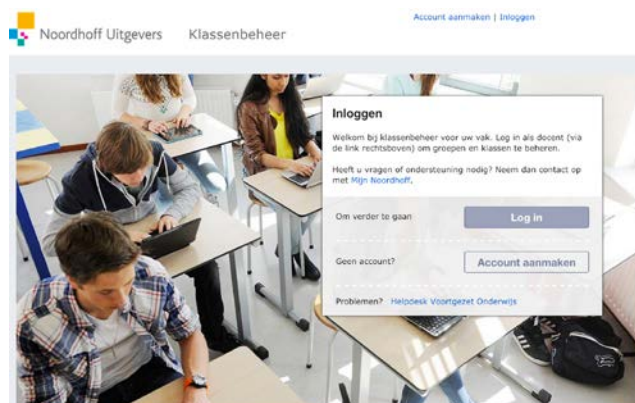 Account aanmaken | Inloggen
Noordhoff Uitgevers Klassenbeheer
Inloggen
Welkom bij klassenbeheer voor uw vak. Log in als docent (via
de link rechtsboven) om groepen en klassen te beheren.
Heeft u vragen of ondersteuning nodig? Neem dan contact op
met Mijn Noordhoff.
Om verder te gaan Log in
Geen account? Account aanmaken
Problemen? Helpdesk Voortgezet Onderwijs